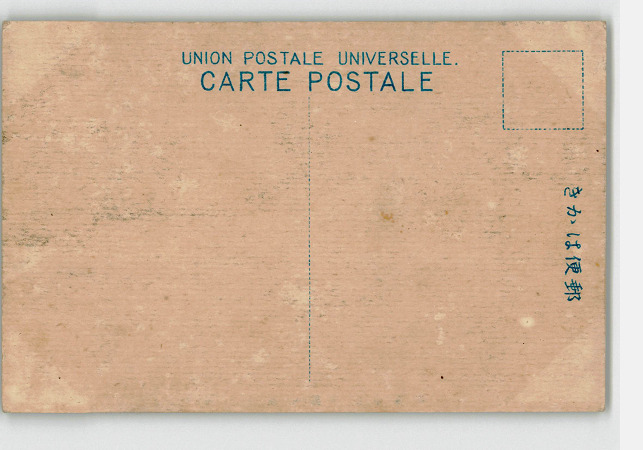 UNION POSTALE UNIVERSELLE.
CARTE POSTALE
きかは便郵